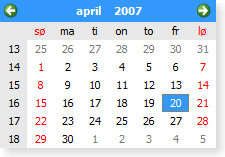 april 2007
sø ma ti on to fr lø
13 25 26 27 28 29 30 31
14 1 2 3 4 5 6 7
15 8 9 10 11 12 13 14
16 15 16 17 18 19 20 21
17 22 23 24 25 26 27 28
18 29 30 1 2 3 4 5